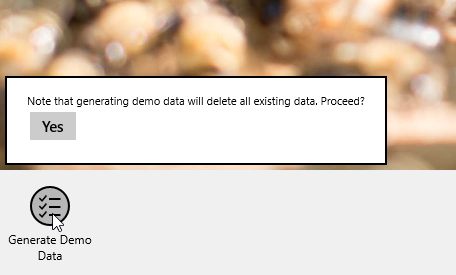 Note that generating demo data will delete all existing data. Proceed?
Yes
Generate Demo
Data